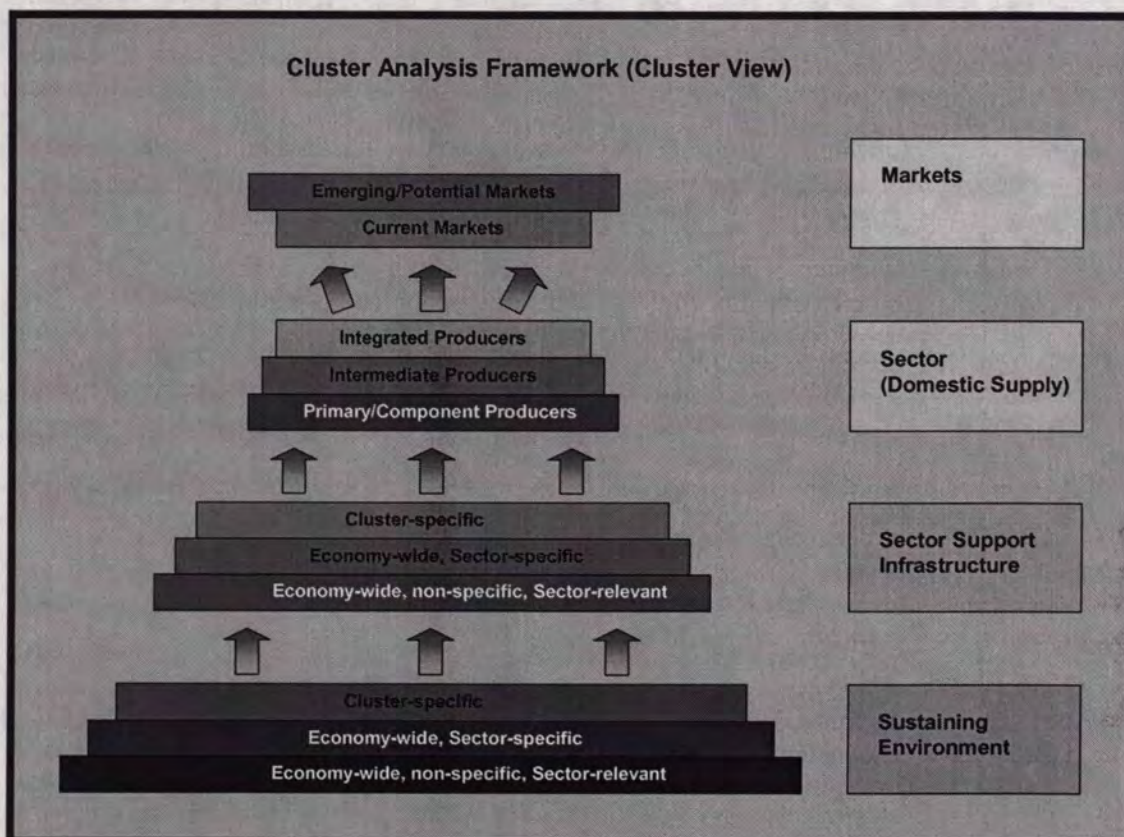 Cluster Analysis Framework (Cluster View)
Emerging/Potential Markets
Current Markets
Markets
Integrated Producers
Intermediate Producers
Primary/Component Producers
Sector
(Domestic Supply)
Cluster-specific
Economy-wide, Sector-specific
Economy-wide, non-specific, Sector-relevant
Sector Support
Infrastructure
Cluster-specific
Economy-wide, Sector-specific
Economy-wide, non-specific, Sector-relevant
Sustaining
Environment